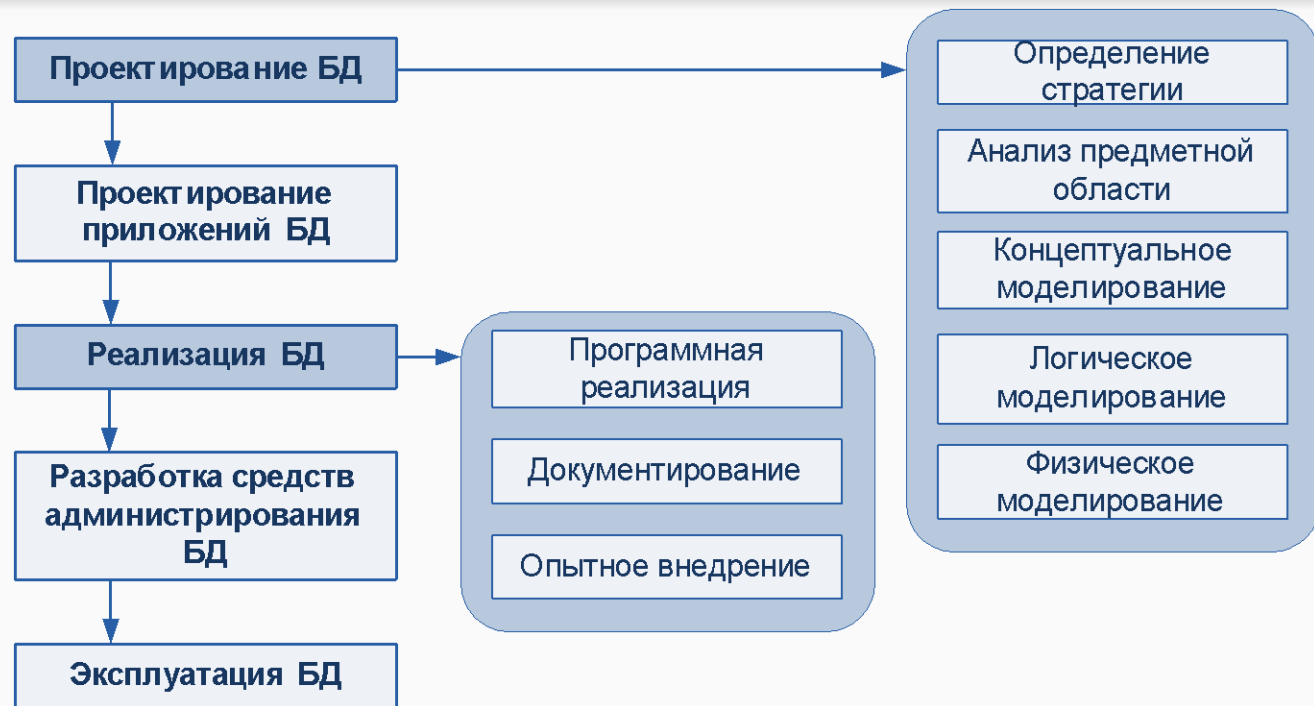 Проектирование БД
Проектирование
приложений БД
Реализация БД
Разработка средств
администрирования
БД
Эксплуатация БД
Программная
реализация
Документирование
Опытное внедрение
Определение
стратегии
Анализ предметной
области
Концептуальное
моделирование
Логическое
моделирование
Физическое
моделирование